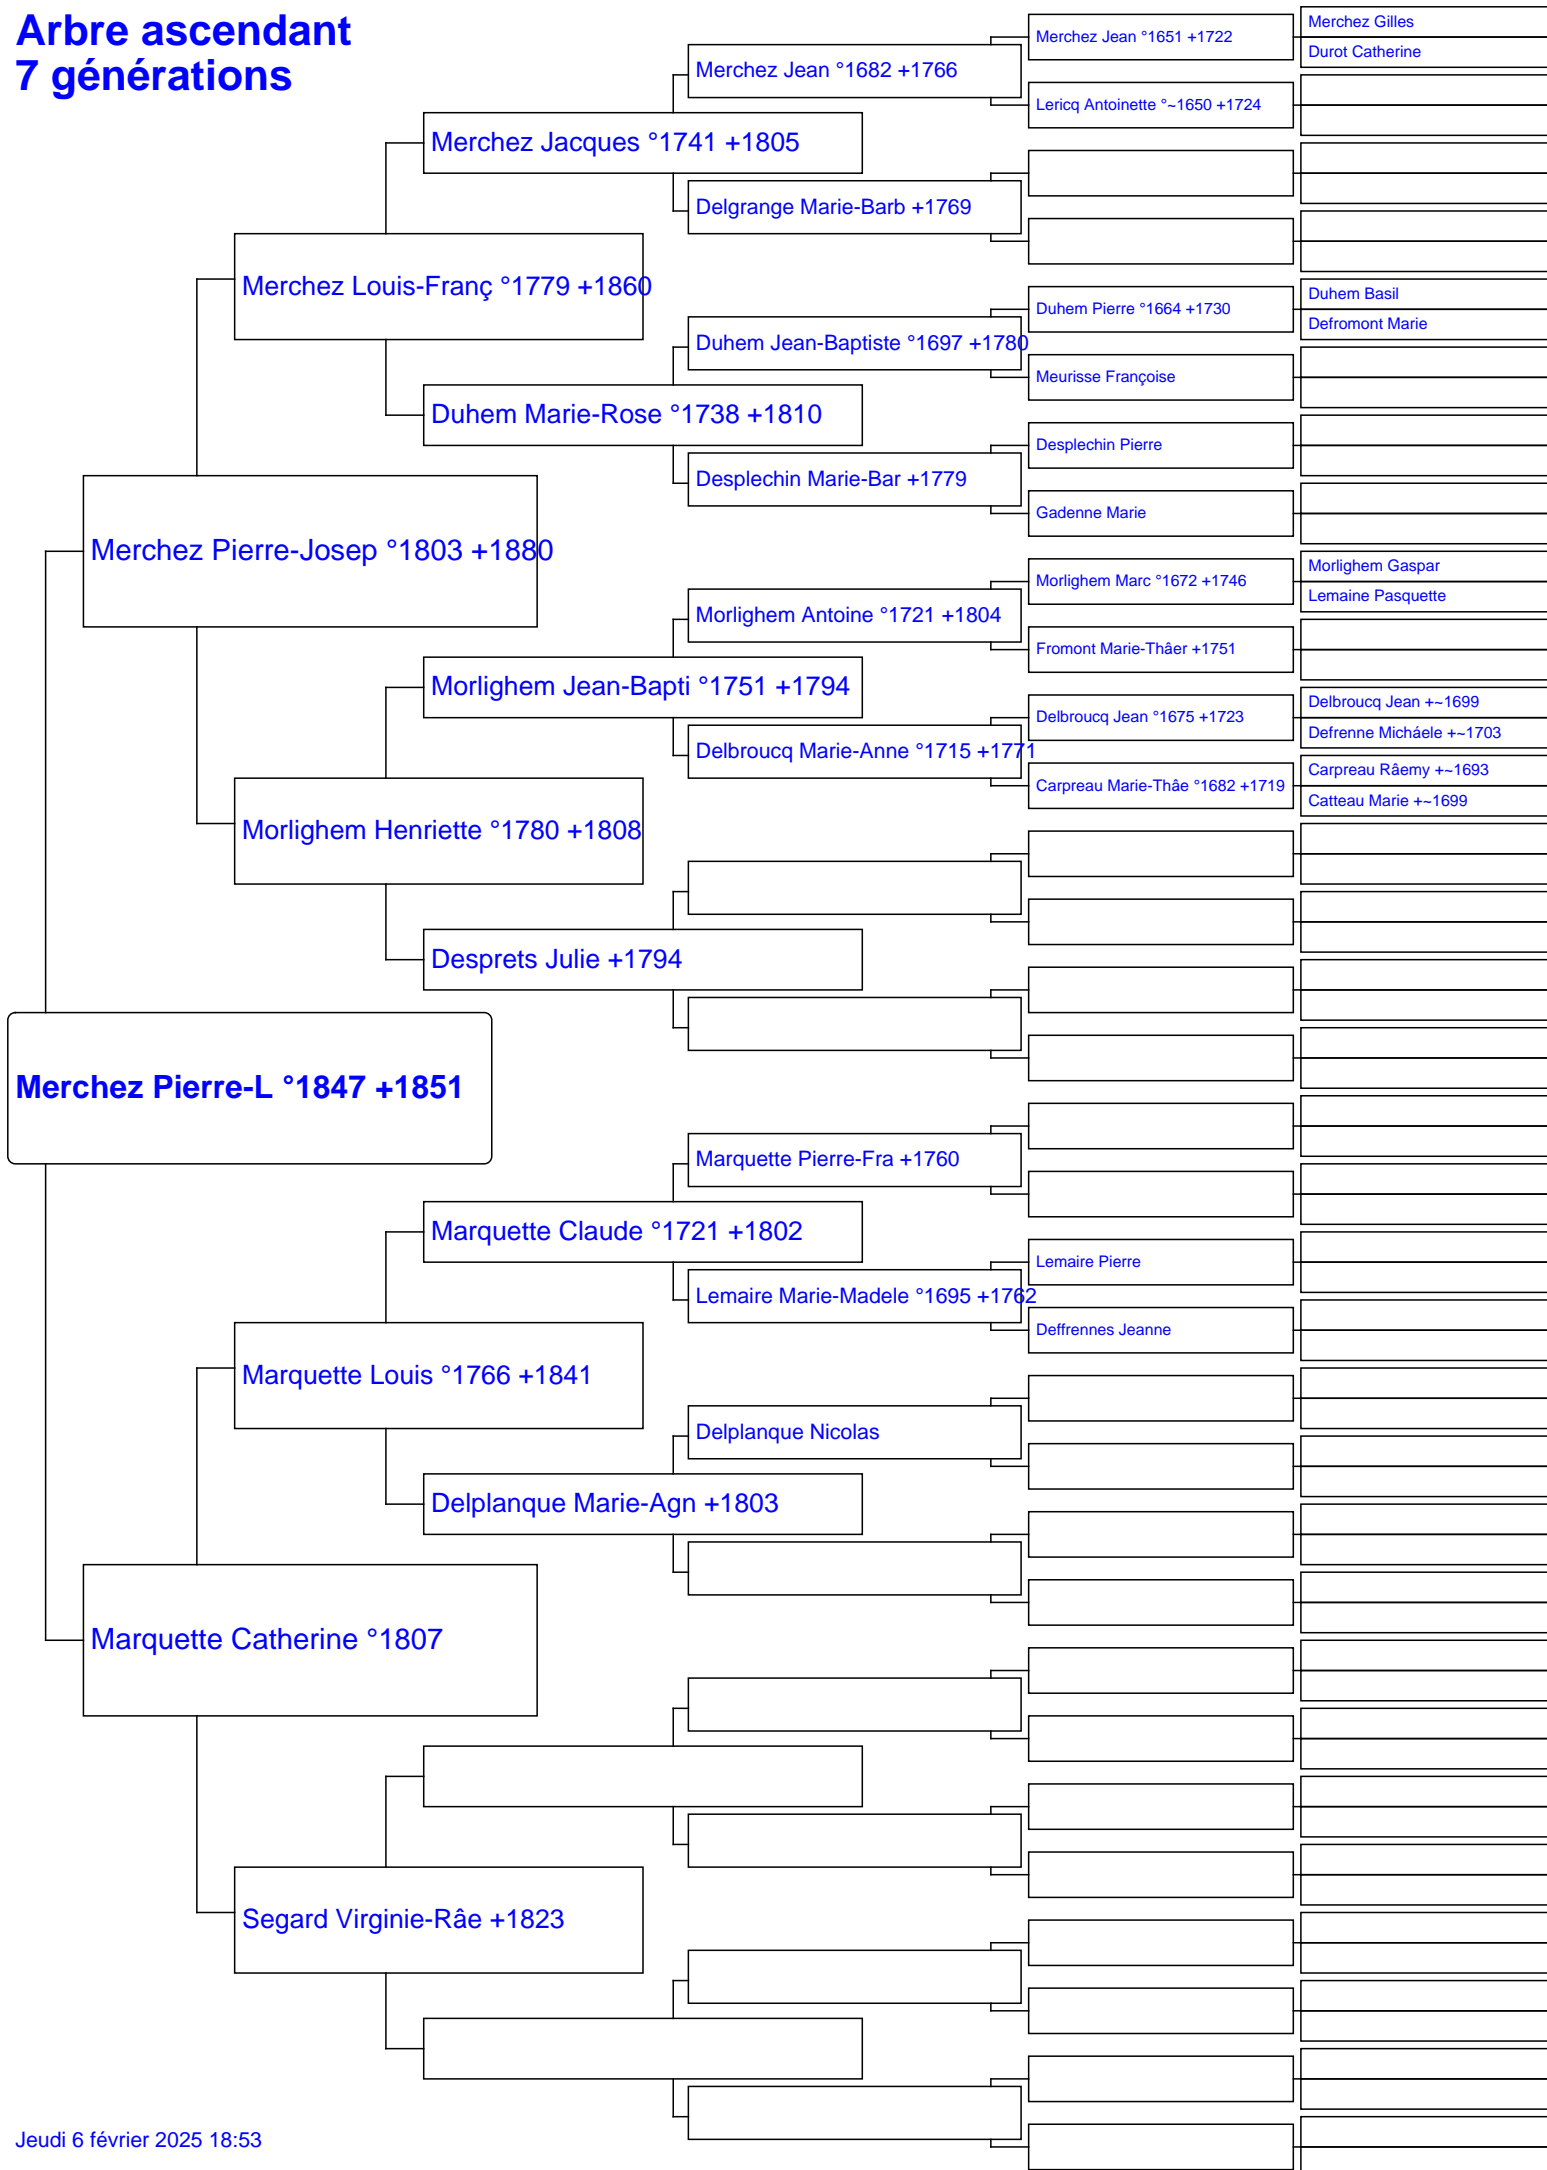 Arbre ascendant
7 générations
Merchez Gilles
Merchez Jean °1651 +1722
Durot Catherine
Merchez Jean °1682 +1766
Lericq Antoinette °~1650 +1724
Merchez Jacques °1741 +1805
Delgrange Marie-Barb +1769
Merchez Louis-Franç °1779 +1860
Duhem Basil
Duhem Pierre °1664 +1730
Defromont Marie
Duhem Jean-Baptiste °1697 +1780
Meurisse Françoise
Duhem Marie-Rose °1738 +1810
Desplechin Pierre
Desplechin Marie-Bar +1779
Gadenne Marie
Merchez Pierre-Josep °1803 +1880
Morlighem Gaspar
Morlighem Marc °1672 +1746
Lemaine Pasquette
Morlighem Antoine °1721 +1804
Fromont Marie-Thâer +1751
Morlighem Jean-Bapti °1751 +1794
Delbroucq Jean +~1699
Delbroucq Jean °1675 +1723
Defrenne Micháele +~1703
Delbroucq Marie-Anne °1715 +1771
Carpreau Râemy +~1693
Carpreau Marie-Thâe °1682 +1719
Catteau Marie +~1699
Morlighem Henriette °1780 +1808
Desprets Julie +1794
Merchez Pierre-L °1847 +1851
Marquette Pierre-Fra +1760
Marquette Claude °1721 +1802
Lemaire Pierre
Lemaire Marie-Madele °1695 +1762
Deffrennes Jeanne
Marquette Louis °1766 +1841
Delplanque Nicolas
Delplanque Marie-Agn +1803
Marquette Catherine °1807
Segard Virginie-Râe +1823
Jeudi 6 février 2025 18:53